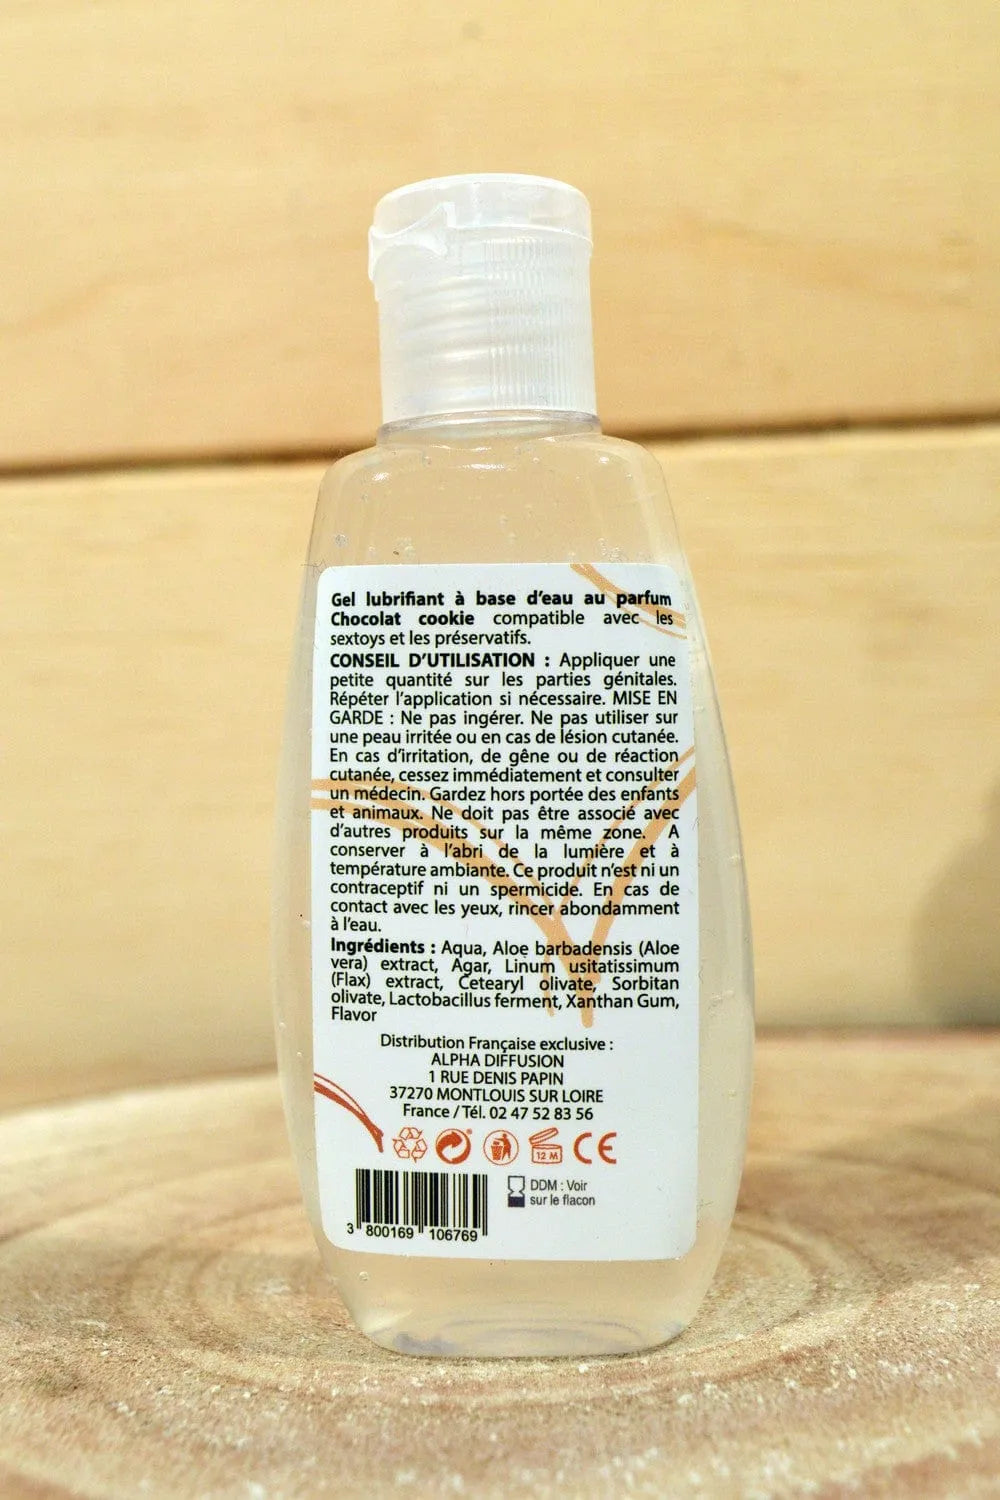 Gel lubrifiant à base d'eau au parfum
Chocolat cookie compatible avec les
sextoys et les préservatifs.
CONSEIL D'UTILISATION : Appliquer une
petite quantité sur les parties génitales.
Répéter l'application si nécessaire. MISE EN
GARDE : Ne pas ingérer. Ne pas utiliser sur
une peau irritée ou en cas de lésion cutanée.
En cas d'irritation, de gêne ou de réaction
cutanée, cessez immédiatement et consulter
un médecin. Gardez hors portée des enfants
et animaux. Ne doit pas être associé avec
d'autres produits sur la même zone. A
conserver à l'abri de la lumière et à
température ambiante. Ce produit n'est ni un
contraceptif ni un spermicide. En cas de
contact avec les yeux, rincer abondamment
à l'eau.
Ingrédients : Aqua, Aloe barbadensis (Aloe
vera) extract, Agar, Linum usitatissimum
(Flax) extract, Cetearyl olivate, Sorbitan
olivate, Lactobacillus ferment, Xanthan Gum,
Flavor
Distribution Française exclusive :
ALPHA DIFFUSION
1 RUE DENIS PAPIN
37270 MONTLOUIS SUR LOIRE
France / Tél. 02 47 52 83 56
12 M CE
DDM : Voir
sur le flacon
3 800169 106769